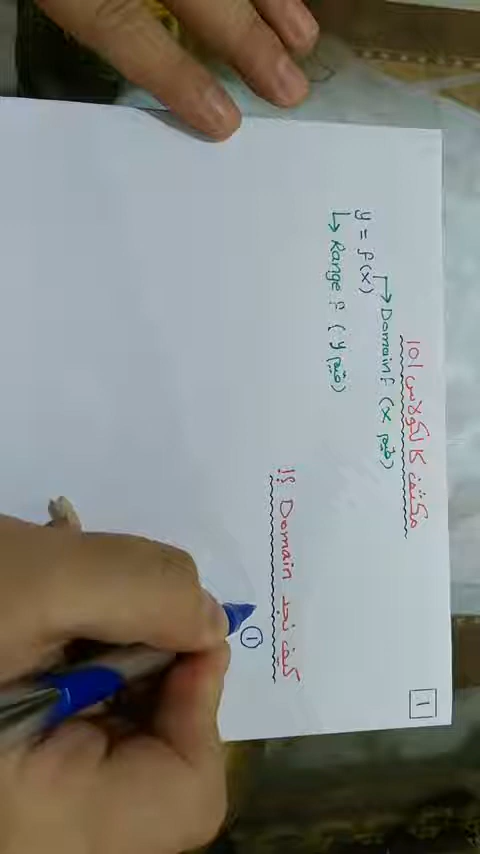 1
مكثف كالكولاس 101
Domain f (x قيم)
y = f(x)
Range f (y قيم)
كيف نجد Domain ؟!
1